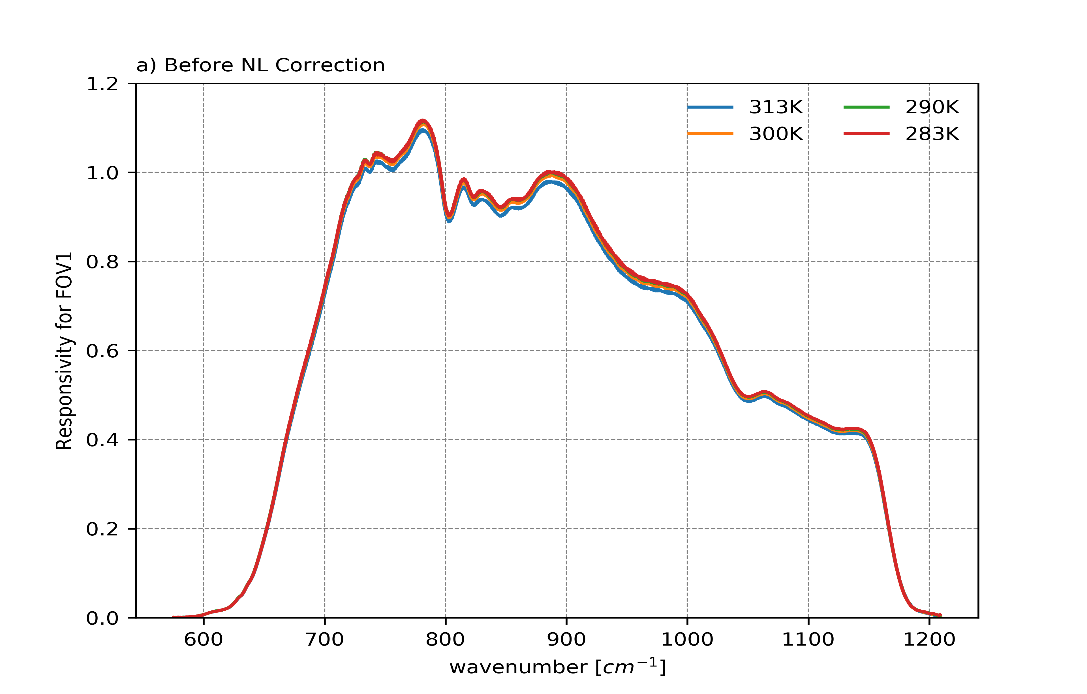 a) Before NL Correction
1.2
1.0
0.8
0.6
0.4
0.2
0.0
Responsivity for FOV1
313K 290K
300K 283K
600 700 800 900 1000 1100 1200
wavenumber [cm⁻¹]